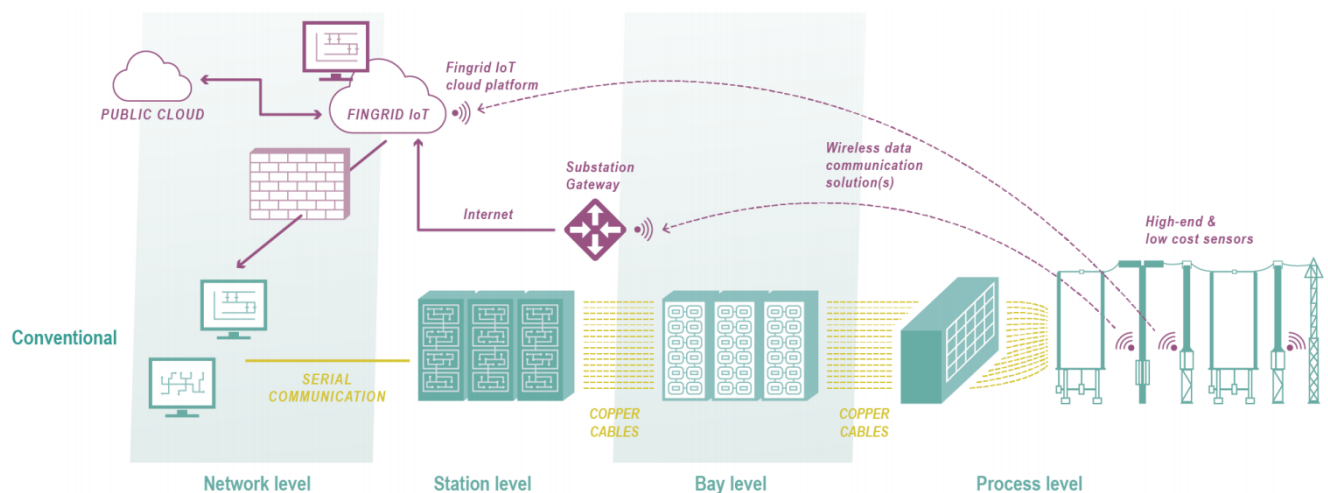 Fingrid IoT
cloud platform
PUBLIC CLOUD
FINGRID IoT
Wireless data
communication
solution(s)
Substation
Gateway
Internet
High-end &
low cost sensors
Conventional
SERIAL
COMMUNICATION
COPPER
CABLES
COPPER
CABLES
Network level
Station level
Bay level
Process level